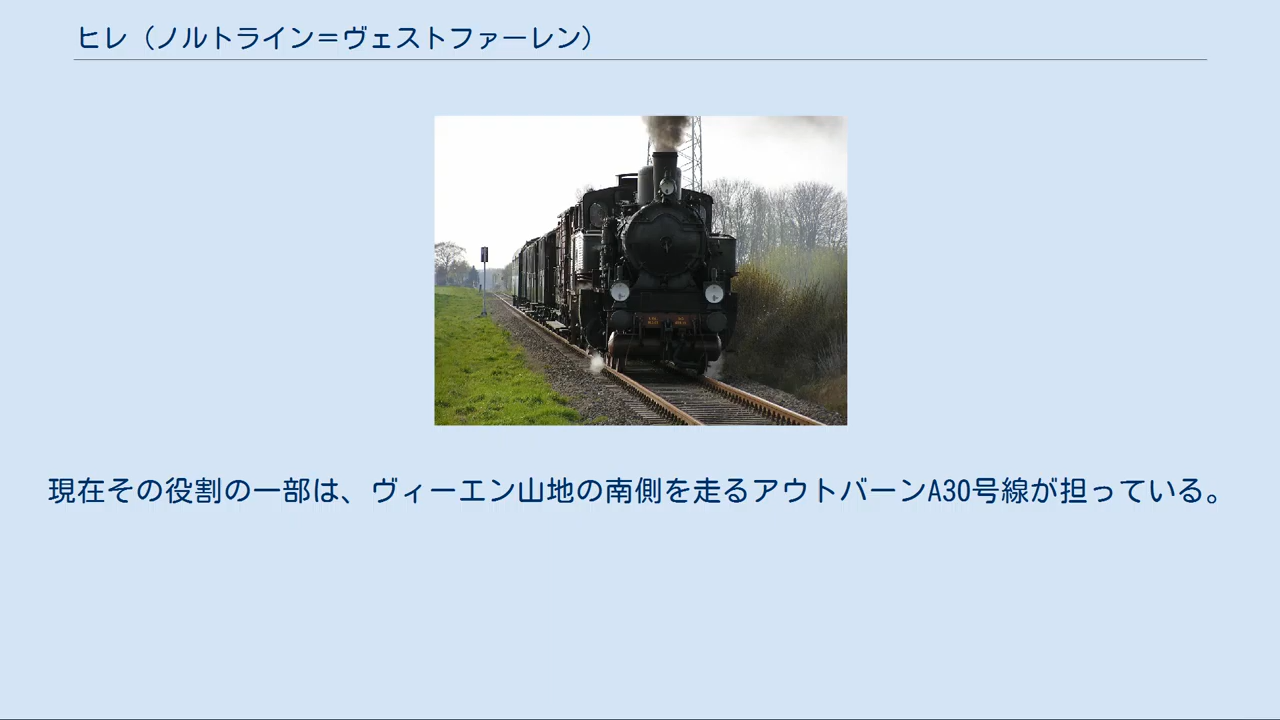 ヒレ（ノルトライン＝ヴェストファーレン）
現在その役割の一部は、ヴィーエン山地の南側を走るアウトバーンA30号線が担っている。